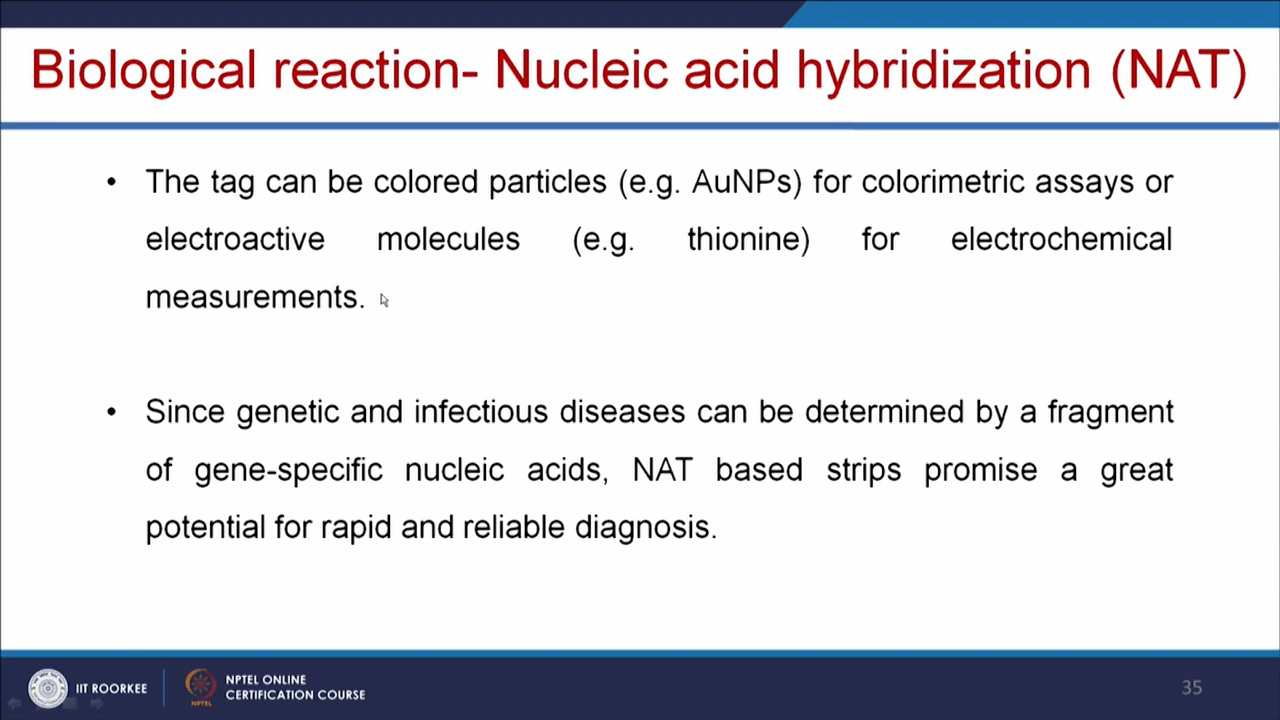 Biological reaction- Nucleic acid hybridization (NAT)
• The tag can be colored particles (e.g. AuNPs) for colorimetric assays or
electroactive molecules (e.g. thionine) for electrochemical
measurements.
• Since genetic and infectious diseases can be determined by a fragment
of gene-specific nucleic acids, NAT based strips promise a great
potential for rapid and reliable diagnosis.
IIT ROORKEE
NPTEL
NPTEL ONLINE
CERTIFICATION COURSE
35